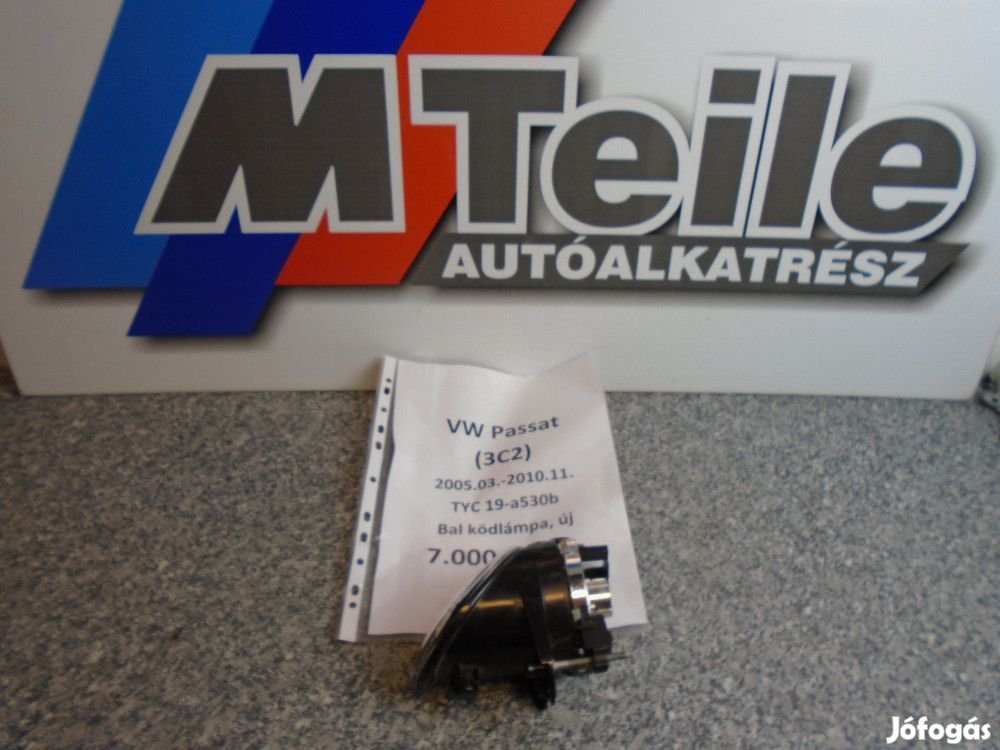 MTeile
AUTÓALKATRÉSZ
VW Passat
(3C2)
2005.03.-2010.11.
TYC 19-a530b
Bal ködlámpa, új
7.000
Jófogás